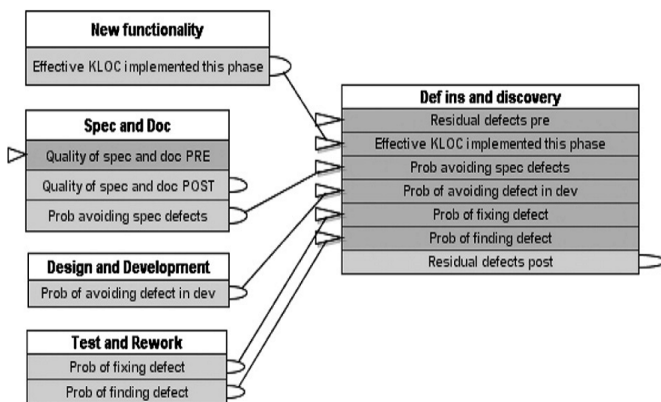 New functionality
Effective KLOC implemented this phase
Spec and Doc
Quality of spec and doc PRE
Quality of spec and doc POST
Prob avoiding spec defects
Design and Development
Prob of avoiding defect in dev
Test and Rework
Prob of fixing defect
Prob of finding defect
Def ins and discovery
Residual defects pre
Effective KLOC implemented this phase
Prob avoiding spec defects
Prob of avoiding defect in dev
Prob of fixing defect
Prob of finding defect
Residual defects post